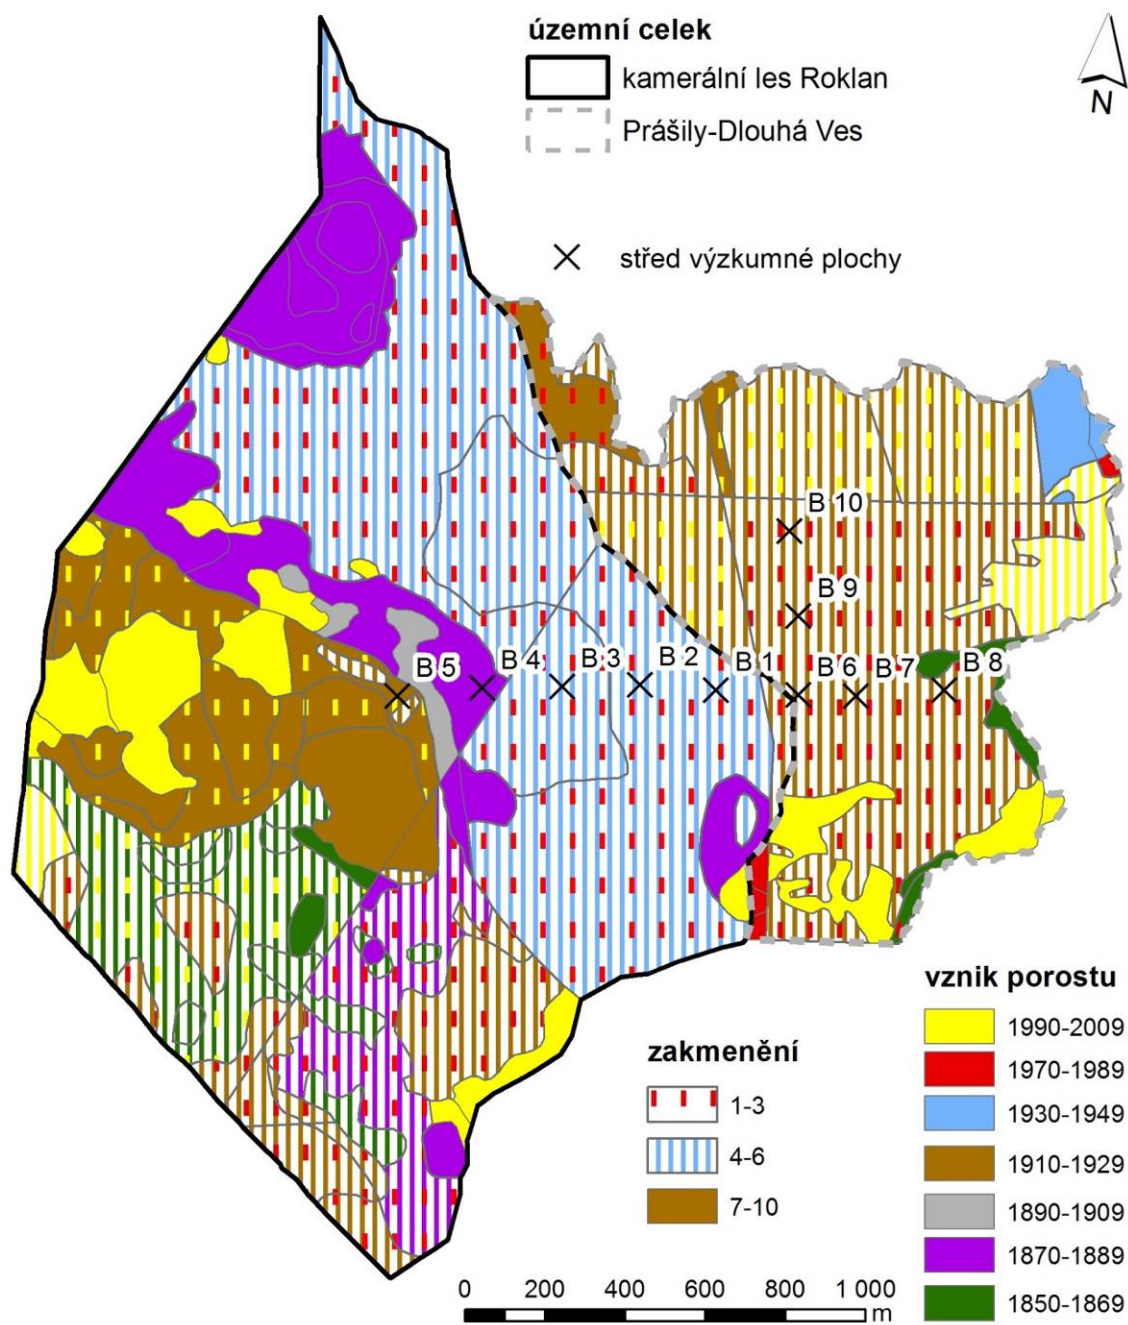 územní celek
kamerální les Roklan
Prášily-Dlouhá Ves
N
střed výzkumné plochy
B 10
B 9
B 5
B 4
B 3
B 2
B 1
B 6
B 7
B 8
zakmenění
1-3
4-6
7-10
vznik porostu
1990-2009
1970-1989
1930-1949
1910-1929
1890-1909
1870-1889
1850-1869
0 200 400 600 800 1 000
m